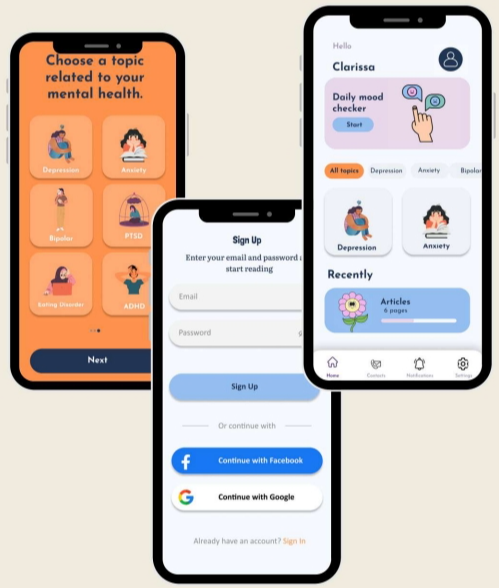 Choose a topic
related to your
mental health.
Depression
Anxiety
Bipolar
PTSD
Eating Disorder
ADHD
Next
Sign Up
Enter your email and password
start reading
Email
Password
Sign Up
Or continue with
Continue with Facebook
Continue with Google
Already have an account? Sign In
Hello
Clarissa
Daily mood
checker
Start
All topics
Depression
Anxiety
Bipolar
Depression
Anxiety
Recently
Articles
6 pages
Home
Contacts
Notifications
Settings